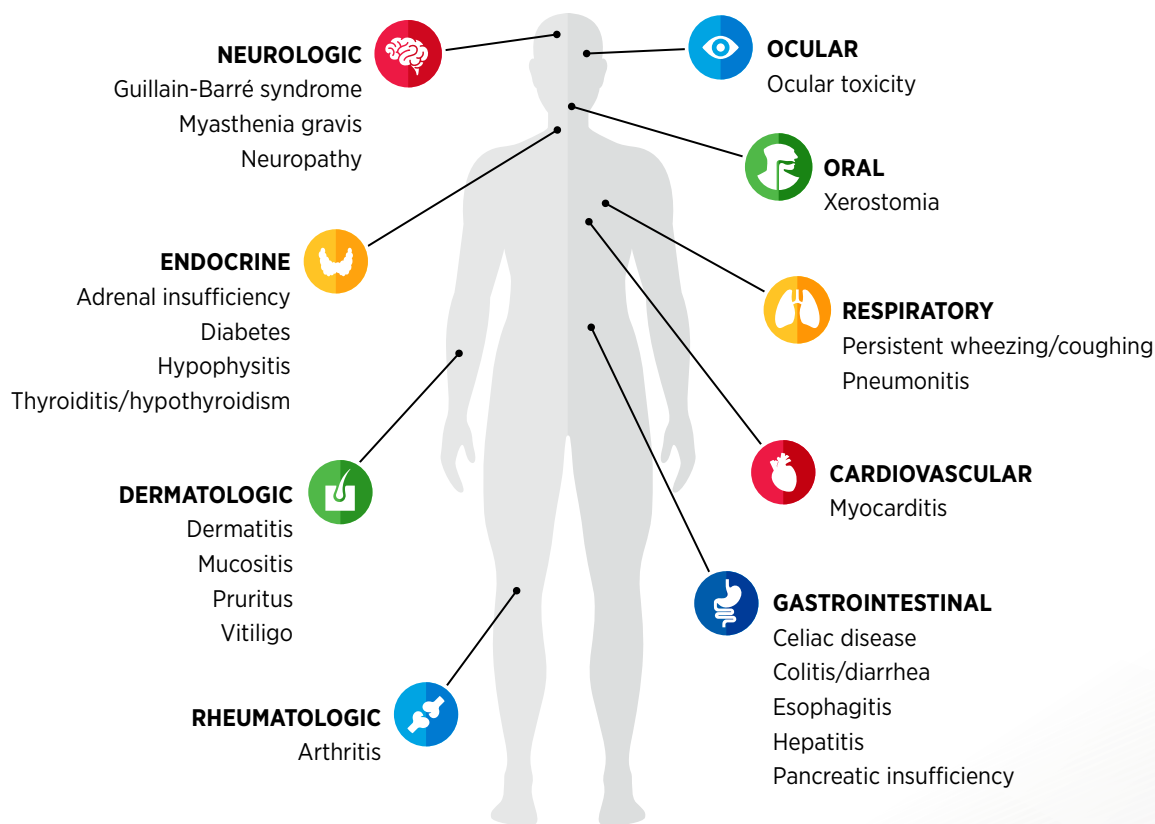 NEUROLOGIC
Guillain-Barré syndrome
Myasthenia gravis
Neuropathy
ENDOCRINE
Adrenal insufficiency
Diabetes
Hypophysitis
Thyroiditis/hypothyroidism
DERMATOLOGIC
Dermatitis
Mucositis
Pruritus
Vitiligo
RHEUMATOLOGIC
Arthritis
OCULAR
Ocular toxicity
ORAL
Xerostomia
RESPIRATORY
Persistent wheezing/coughing
Pneumonitis
CARDIOVASCULAR
Myocarditis
GASTROINTESTINAL
Celiac disease
Colitis/diarrhea
Esophagitis
Hepatitis
Pancreatic insufficiency